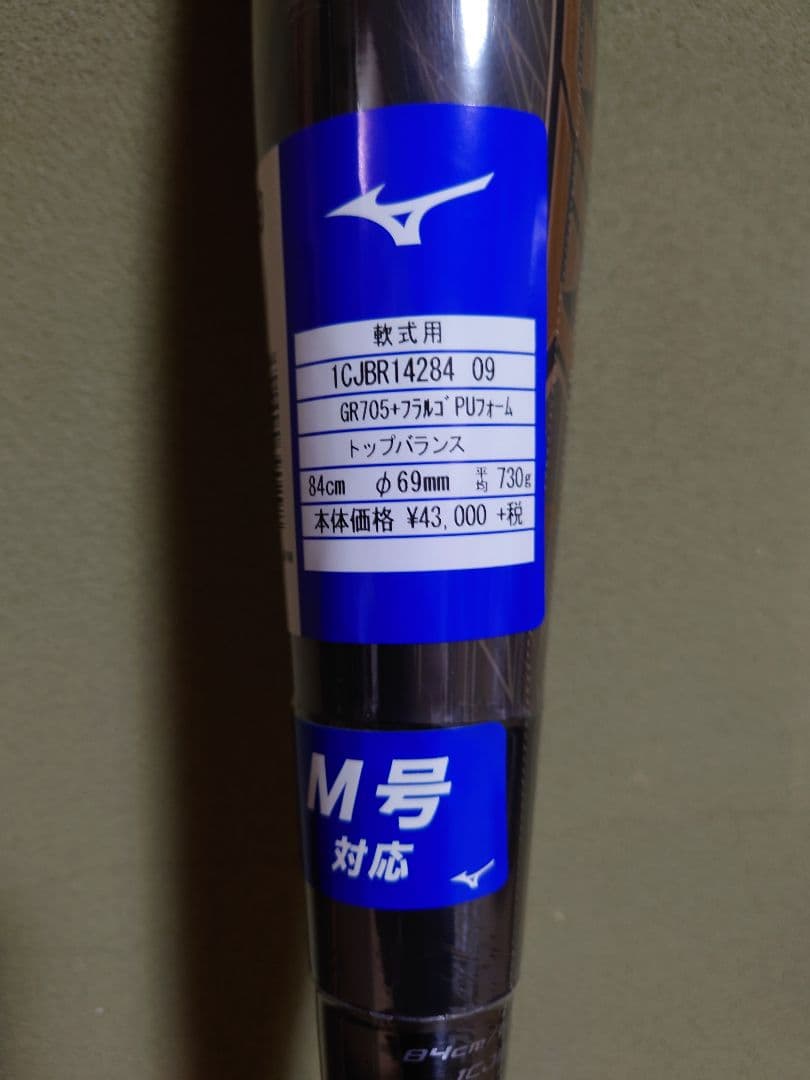 軟式用
1CJBR14284 09
GR705+フラルゴPUフォーム
トップバランス
84cm φ69mm 平均 730g
本体価格 ¥43,000 +税
M号
対応
84cm